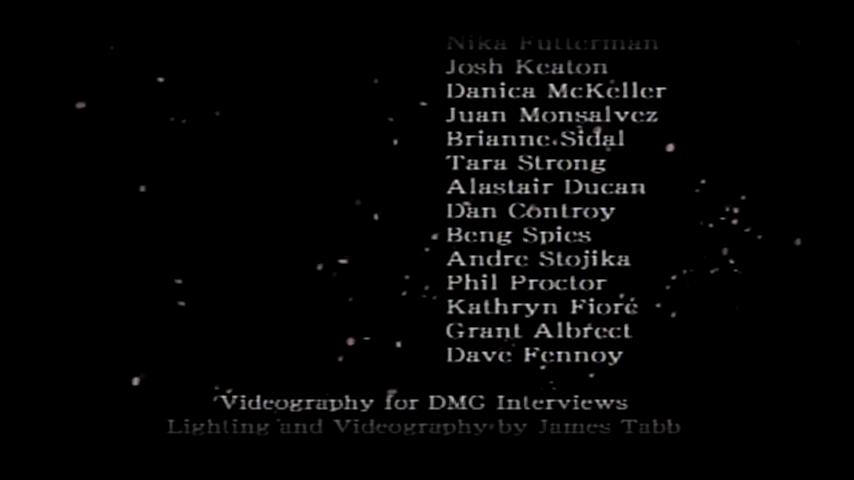 Nika Futterman
Josh Keaton
Danica McKeller
Juan Monsalvez
Brianne Sidal
Tara Strong
Alastair Ducan
Dan Controy
Beng Spies
Andre Stojika
Phil Proctor
Kathryn Fiore
Grant Albrect
Dave Fennoy
Videography for DMC Interviews
Lighting and Videography by James Tabb